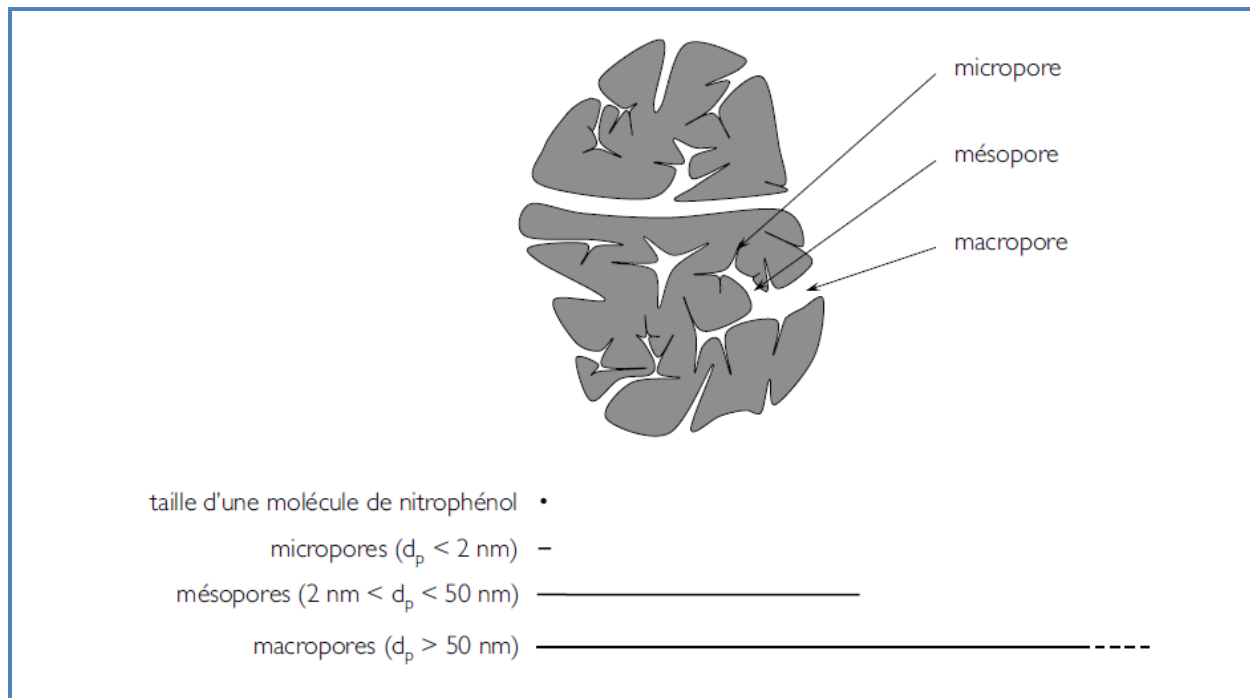 micropore
mésopore
macropore
taille d’une molécule de nitrophénol
micropores (dp < 2 nm)
mésopores (2 nm < dp < 50 nm)
macropores (dp > 50 nm)